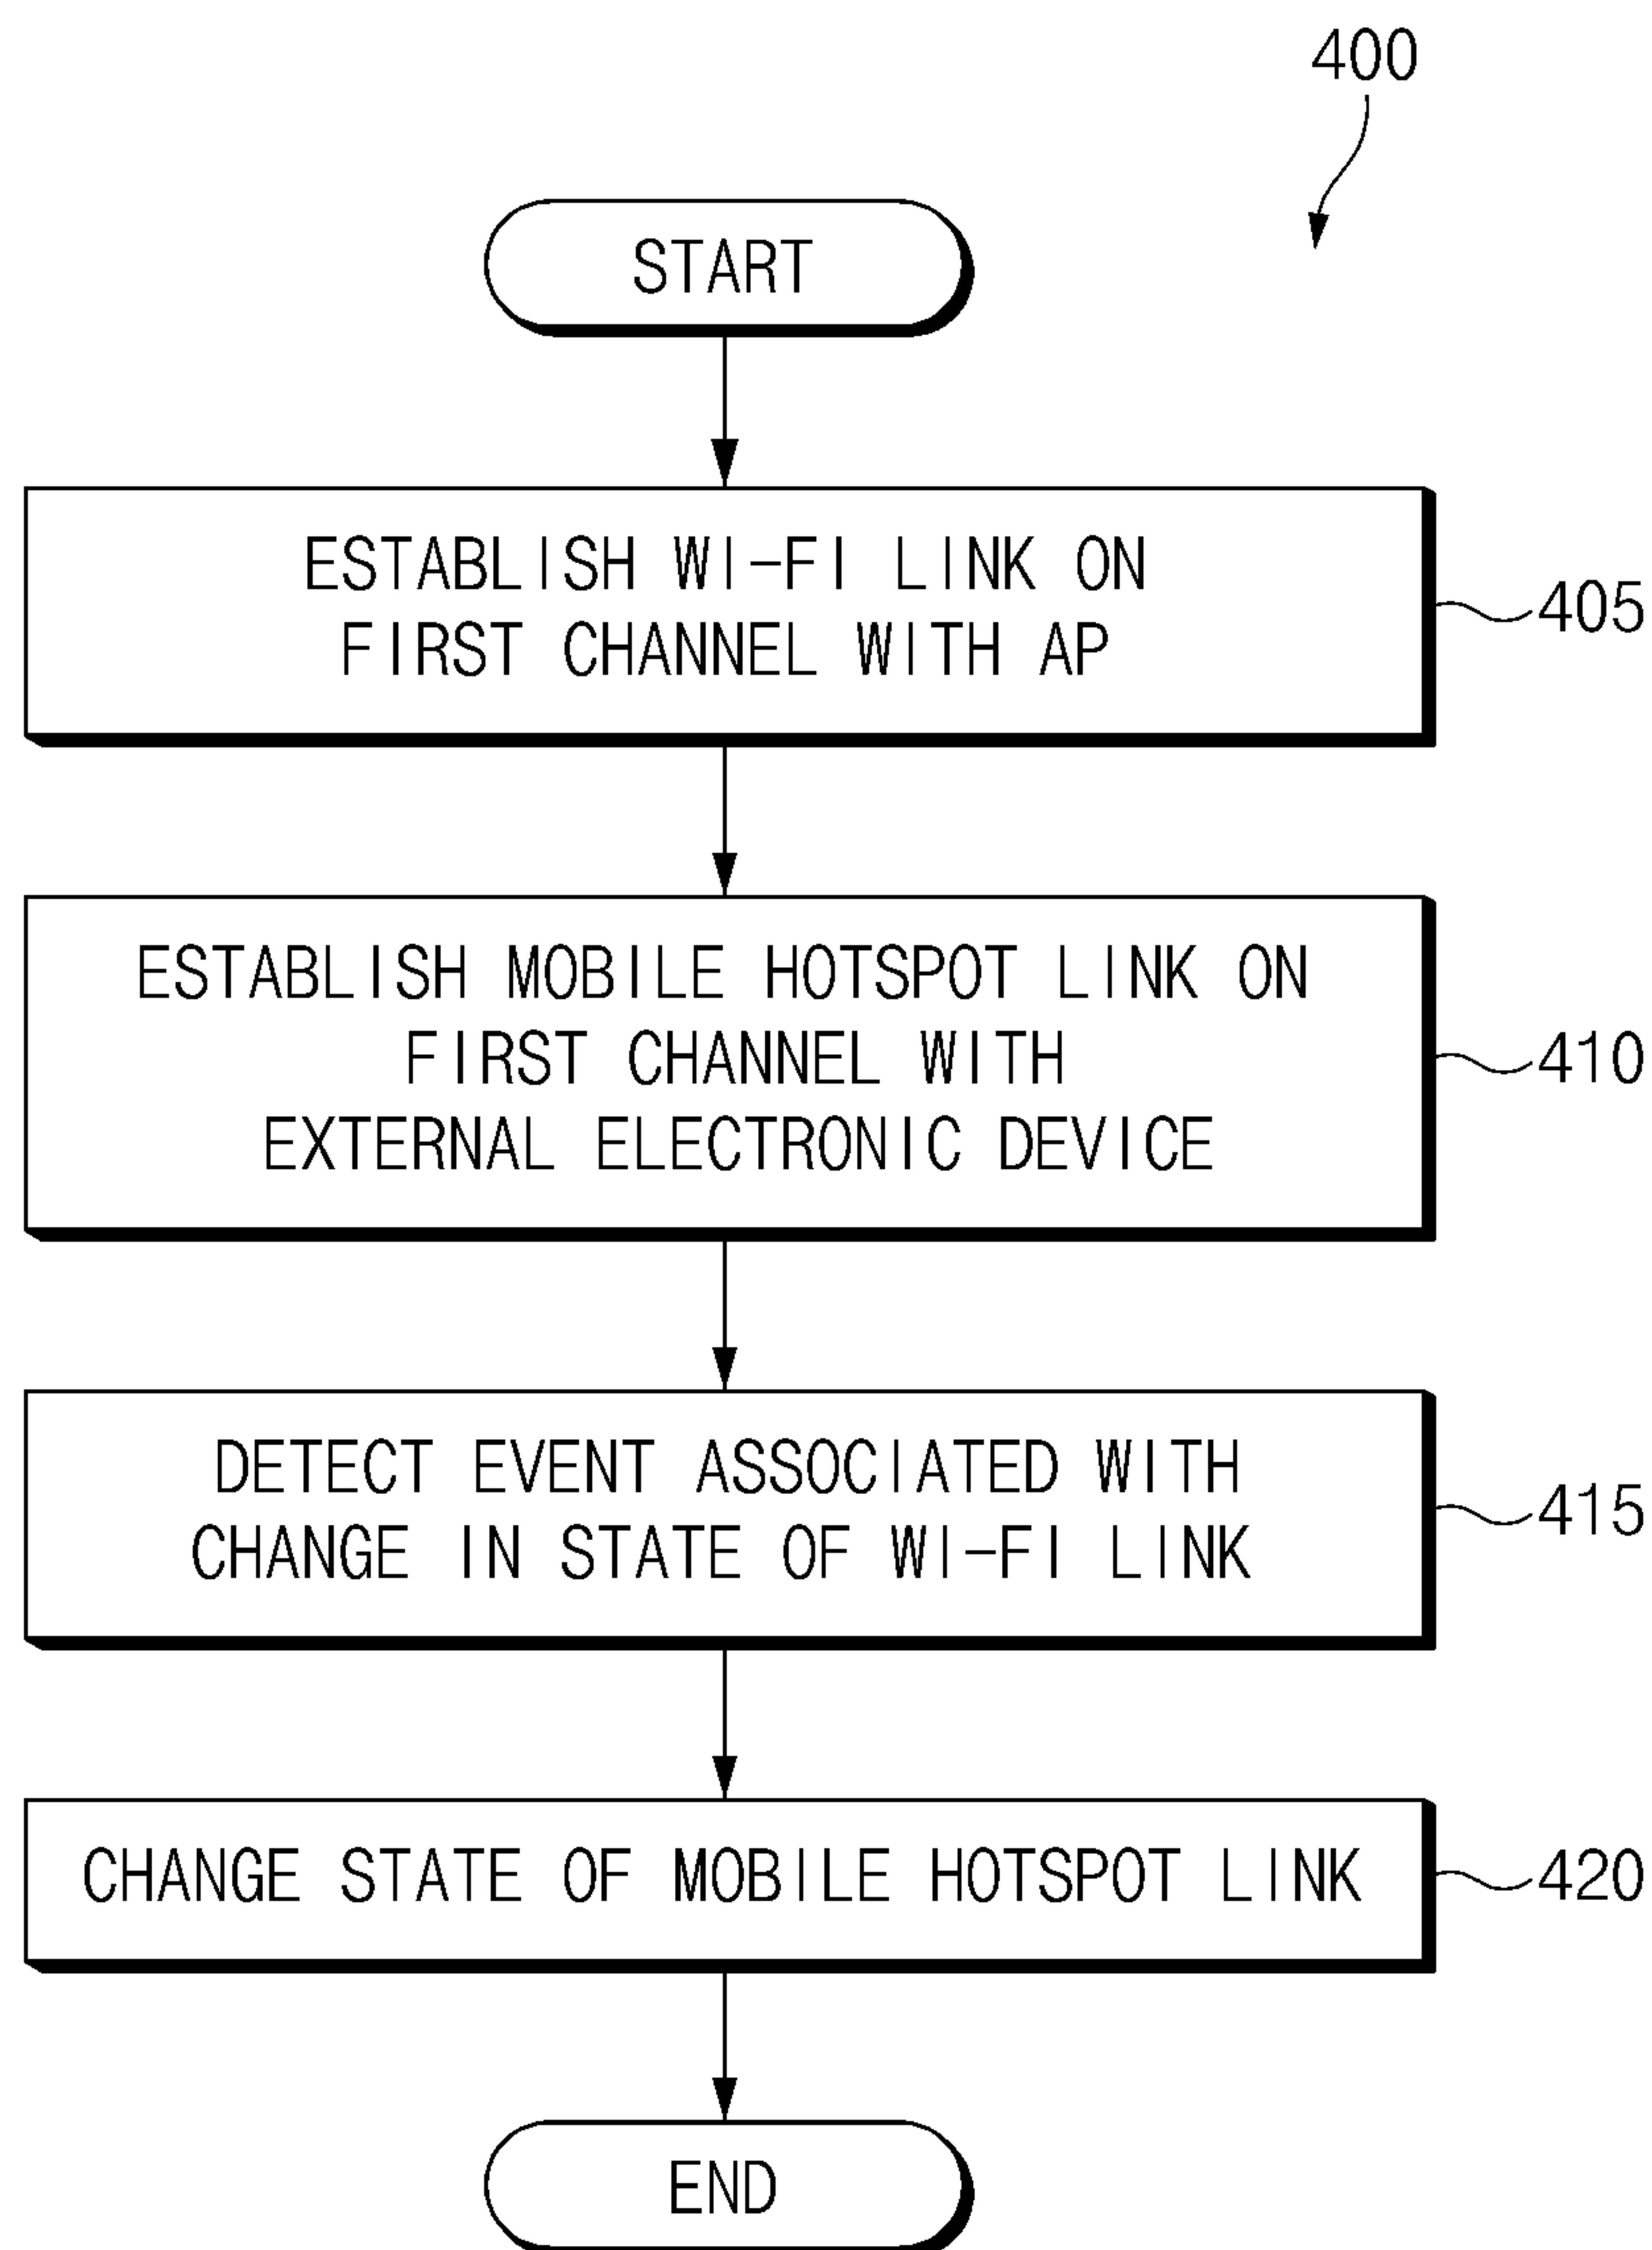 400
START
ESTABLISH WI-FI LINK ON
FIRST CHANNEL WITH AP
405
ESTABLISH MOBILE HOTSPOT LINK ON
FIRST CHANNEL WITH
EXTERNAL ELECTRONIC DEVICE
410
DETECT EVENT ASSOCIATED WITH
CHANGE IN STATE OF WI-FI LINK
415
CHANGE STATE OF MOBILE HOTSPOT LINK
420
END